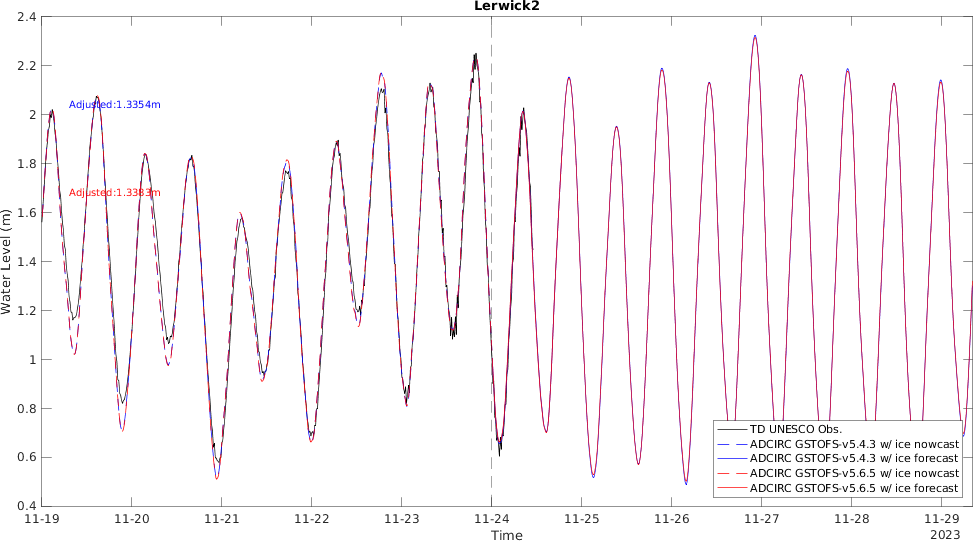 Lerwick2
2.4
2.2
2
1.8
1.6
1.4
1.2
1
0.8
0.6
0.4
Water Level (m)
Adjusted:1.3354m
Adjusted:1.3383m
TD UNESCO Obs.
ADCIRC GSTOFS-v5.4.3 w/ ice nowcast
ADCIRC GSTOFS-v5.4.3 w/ ice forecast
ADCIRC GSTOFS-v5.6.5 w/ ice nowcast
ADCIRC GSTOFS-v5.6.5 w/ ice forecast
11-19 11-20 11-21 11-22 11-23 11-24 11-25 11-26 11-27 11-28 11-29
Time
2023